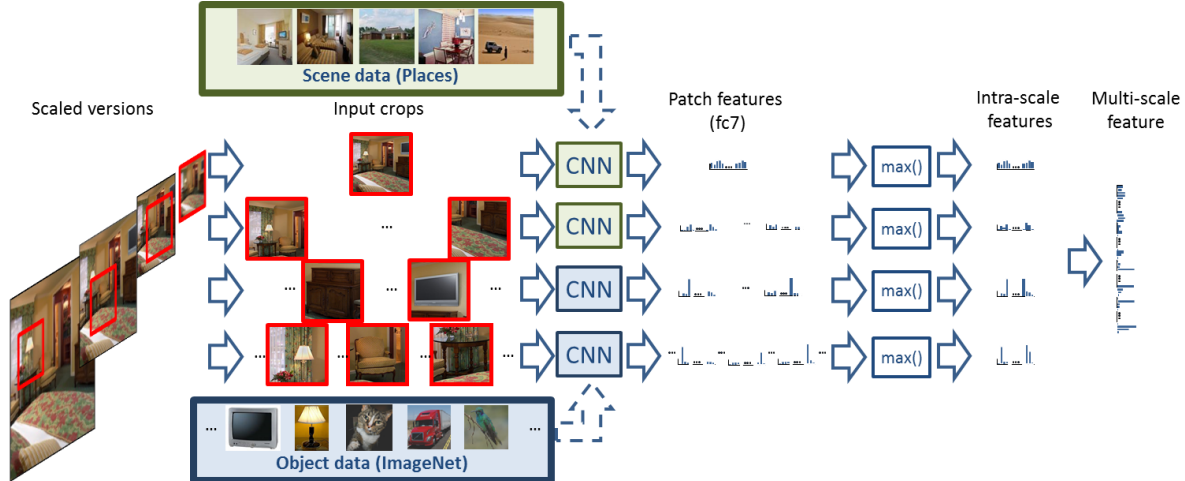 Scene data (Places)
Scaled versions
Input crops
Patch features
(fc7)
Intra-scale
features
Multi-scale
feature
CNN
max()
...
CNN
...
max()
...
...
CNN
...
max()
...
...
...
CNN
...
...
...
...
max()
...
...
Object data (ImageNet)